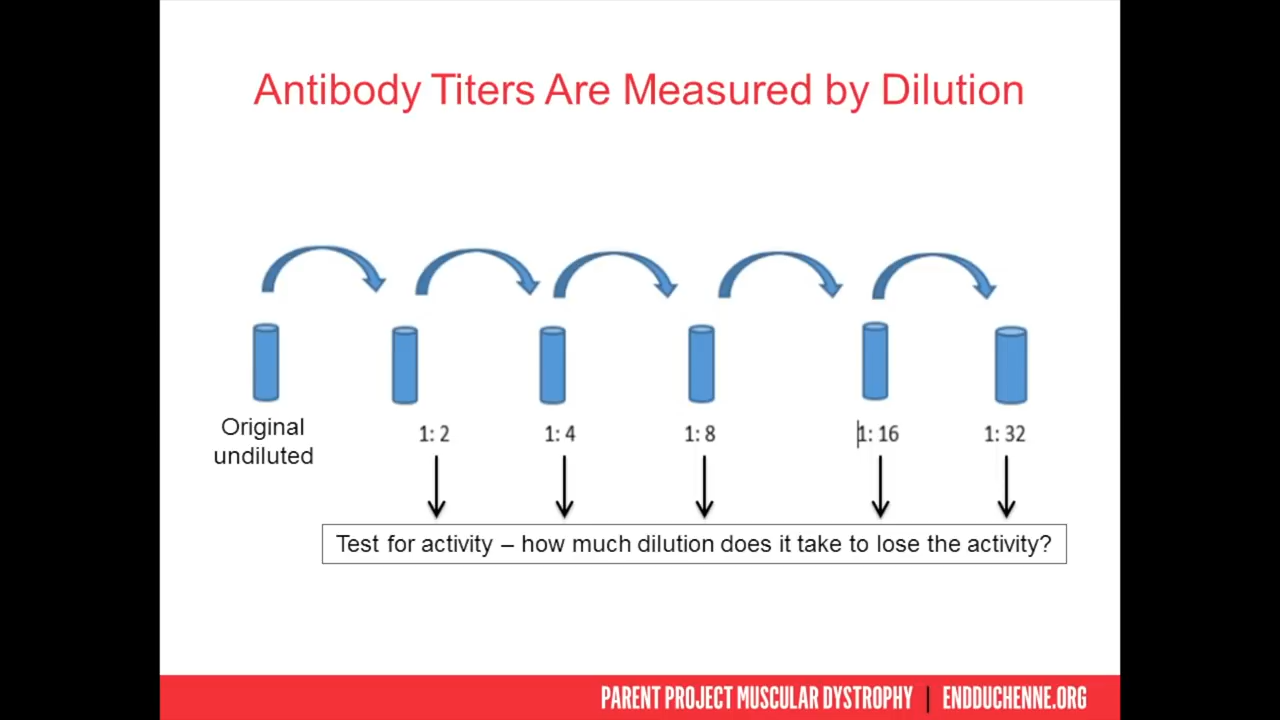 Antibody Titers Are Measured by Dilution
Original
undiluted
1: 2
1: 4
1: 8
1: 16
1: 32
Test for activity – how much dilution does it take to lose the activity?
PARENT PROJECT MUSCULAR DYSTROPHY | ENDDUCHENNE.ORG